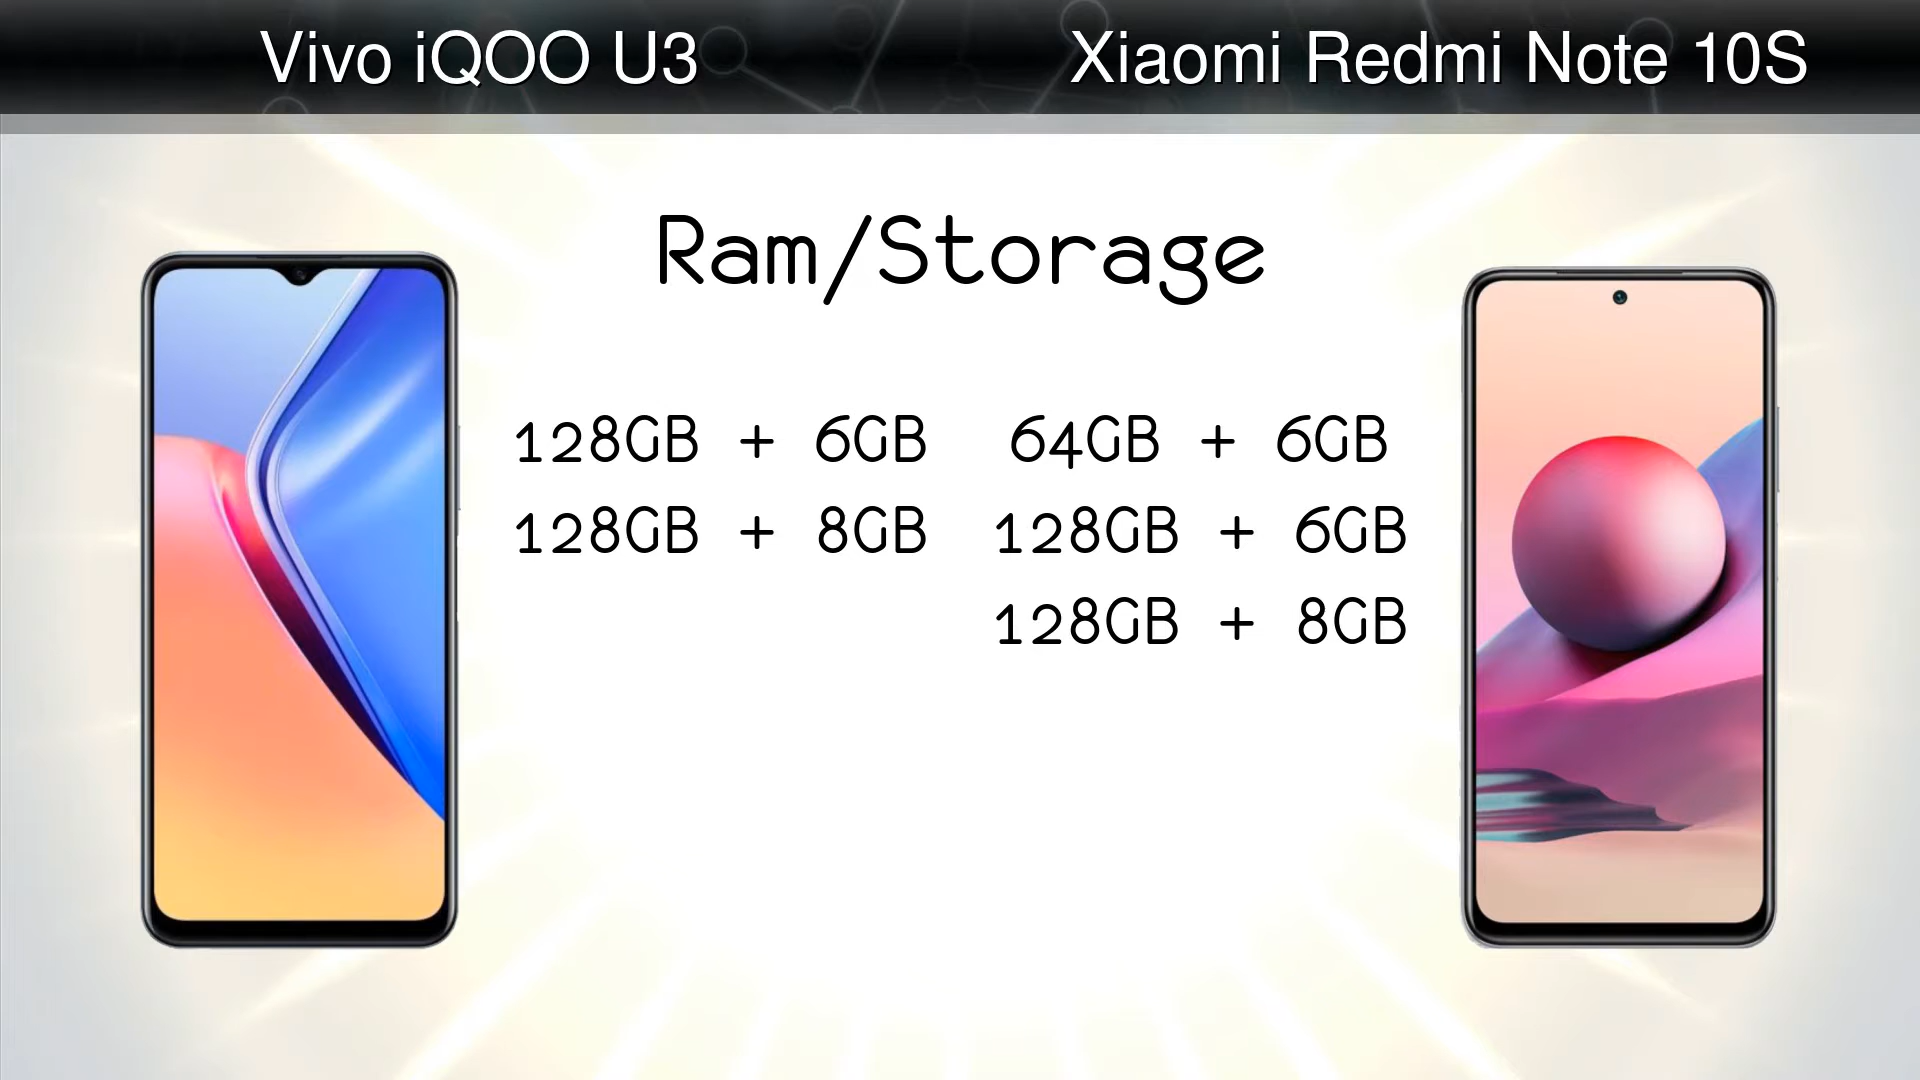 Vivo iQOO U3
Xiaomi Redmi Note 10S
Ram/Storage
128GB + 6GB
128GB + 8GB
64GB + 6GB
128GB + 6GB
128GB + 8GB